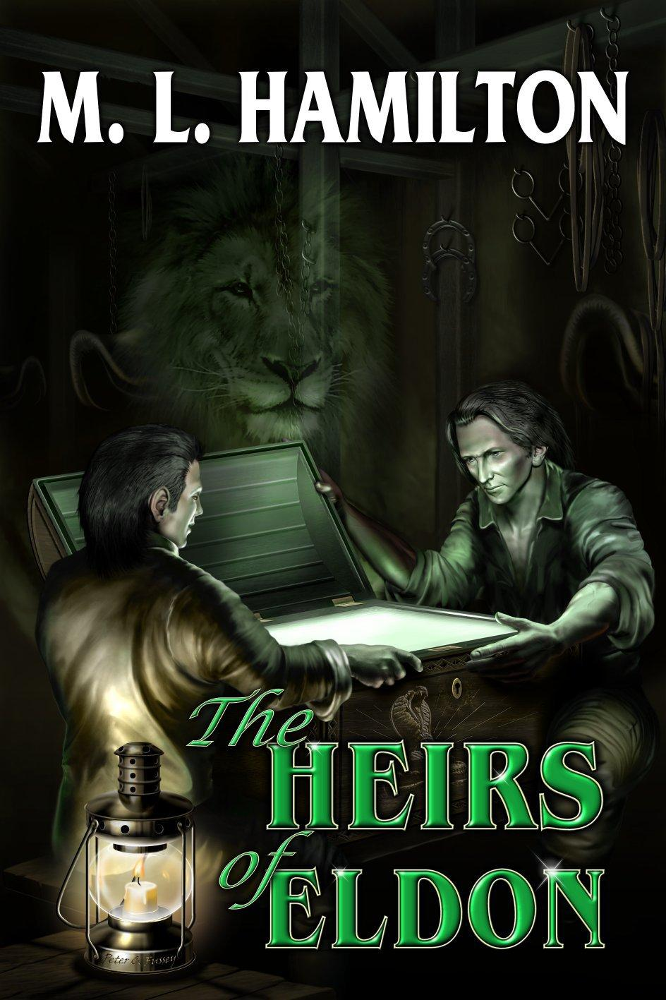 M. L. HAMILTON
The
HEIRS
of
ELDON
Peter C. Fussey